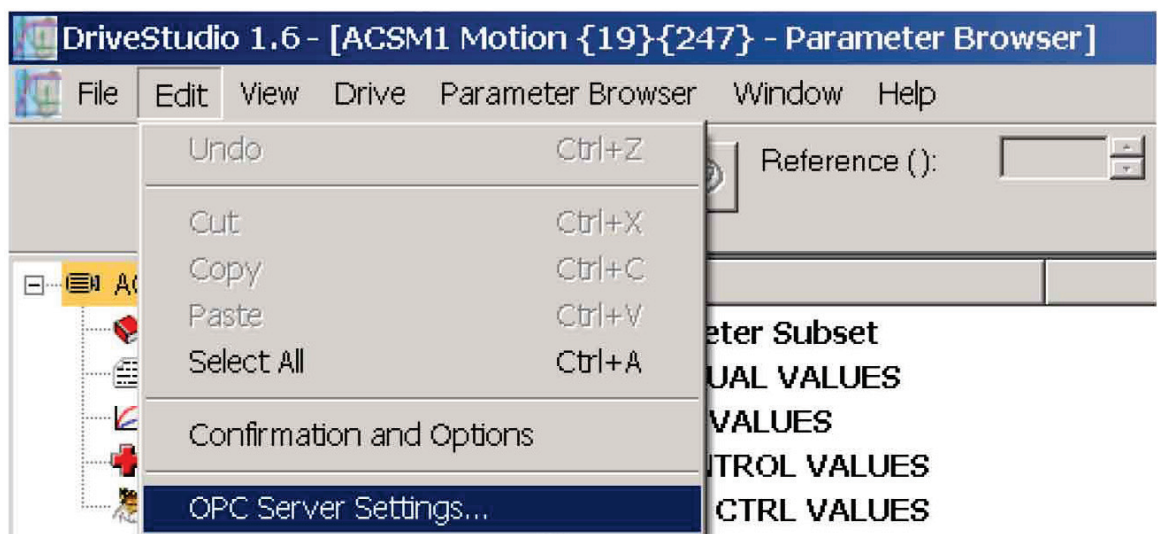 DriveStudio 1.6 - [ACSM1 Motion {19}{247} - Parameter Browser]
File Edit View Drive Parameter Browser Window Help
Undo Ctrl+Z
Reference ():
Cut Ctrl+X
Copy Ctrl+C
Paste Ctrl+V
eter Subset
Select All Ctrl+A
UAL VALUES
VALUES
Confirmation and Options
TROL VALUES
OPC Server Settings...
CTRL VALUES